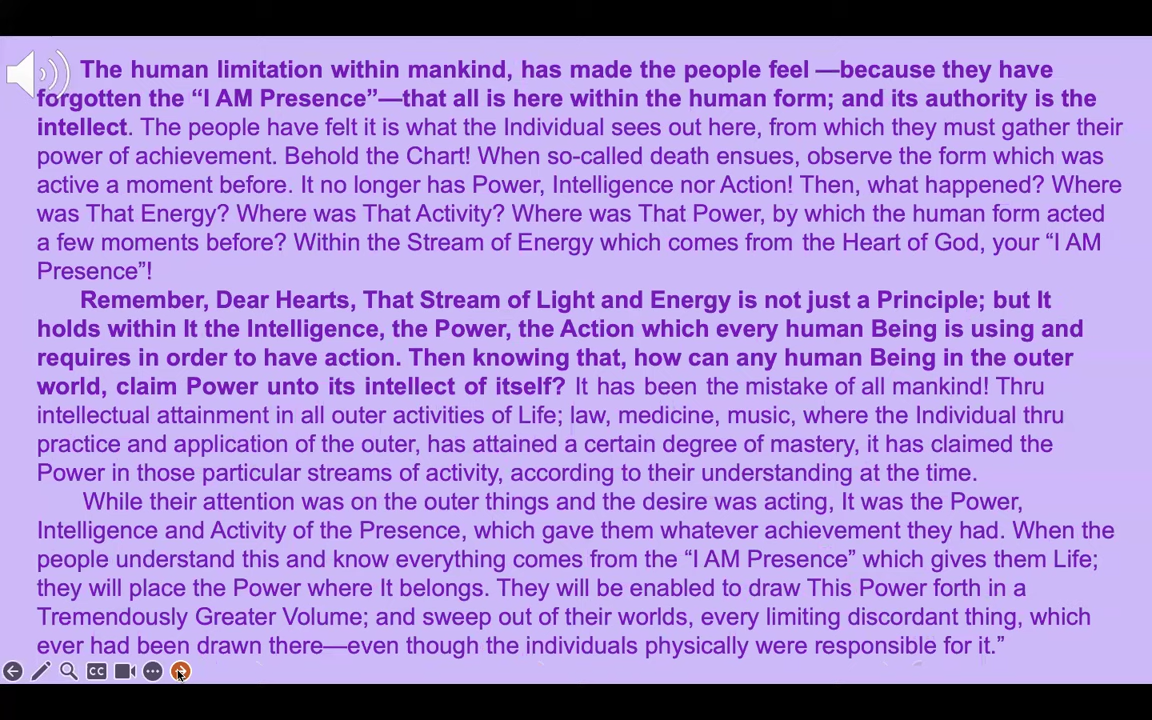 The human limitation within mankind, has made the people feel —because they have
forgotten the “I AM Presence”—that all is here within the human form; and its authority is the
intellect. The people have felt it is what the Individual sees out here, from which they must gather their
power of achievement. Behold the Chart! When so-called death ensues, observe the form which was
active a moment before. It no longer has Power, Intelligence nor Action! Then, what happened? Where
was That Energy? Where was That Activity? Where was That Power, by which the human form acted
a few moments before? Within the Stream of Energy which comes from the Heart of God, your “I AM
Presence”!
Remember, Dear Hearts, That Stream of Light and Energy is not just a Principle; but It
holds within It the Intelligence, the Power, the Action which every human Being is using and
requires in order to have action. Then knowing that, how can any human Being in the outer
world, claim Power unto its intellect of itself? It has been the mistake of all mankind! Thru
intellectual attainment in all outer activities of Life; law, medicine, music, where the Individual thru
practice and application of the outer, has attained a certain degree of mastery, it has claimed the
Power in those particular streams of activity, according to their understanding at the time.
While their attention was on the outer things and the desire was acting, It was the Power,
Intelligence and Activity of the Presence, which gave them whatever achievement they had. When the
people understand this and know everything comes from the “I AM Presence” which gives them Life;
they will place the Power where It belongs. They will be enabled to draw This Power forth in a
Tremendously Greater Volume; and sweep out of their worlds, every limiting discordant thing, which
ever had been drawn there—even though the individuals physically were responsible for it.”
CC